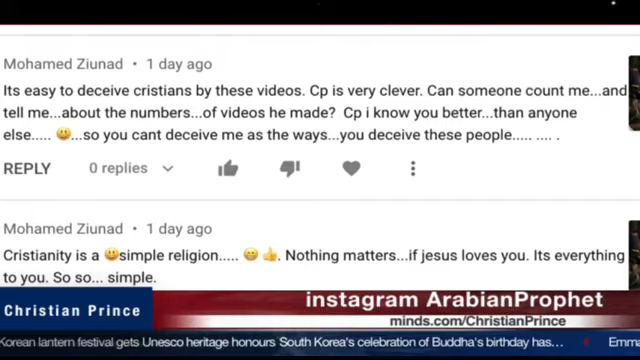 Mohamed Ziunad • 1 day ago
Its easy to deceive cristians by these videos. Cp is very clever. Can someone count me...and
tell me...about the numbers...of videos he made? Cp i know you better...than anyone
else..... 😃...so you cant deceive me as the ways...you deceive these people..... .... .
REPLY 0 replies
Mohamed Ziunad • 1 day ago
Cristianity is a 😃simple religion..... 😁 👍. Nothing matters...if jesus loves you. Its everything
to you. So so... simple.
Christian Prince
instagram ArabianProphet
minds.com/ChristianPrince
Korean lantern festival gets Unesco heritage honours South Korea's celebration of Buddha's birthday has... Emma